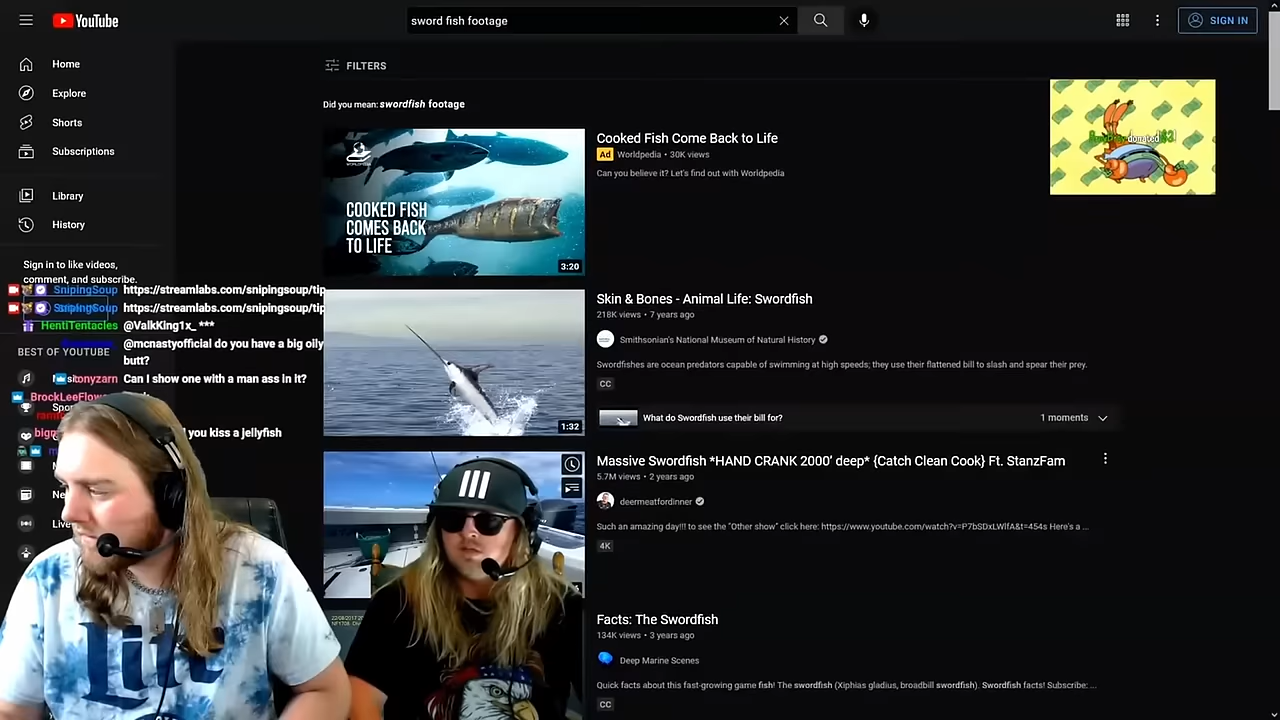 YouTube
sword fish footage
SIGN IN
Home
Explore
Shorts
Subscriptions
Library
History
Sign in to like videos,
comment, and subscribe.
BEST OF YOUTUBE
FILTERS
Did you mean: swordfish footage
COOKED FISH
COMES BACK
TO LIFE
3:20
Cooked Fish Come Back to Life
Ad Worldpedia • 30K views
Can you believe it? Let's find out with Worldpedia
donated
1:32
Skin & Bones - Animal Life: Swordfish
218K views • 7 years ago
Smithsonian's National Museum of Natural History
Swordfishes are ocean predators capable of swimming at high speeds; they use their flattened bill to slash and spear their prey.
CC
What do Swordfish use their bill for?
1 moments
Massive Swordfish *HAND CRANK 2000' deep* {Catch Clean Cook} Ft. StanzFam
5.7M views • 2 years ago
deermeatfordinner
Such an amazing day!!! to see the "Other show" click here: https://www.youtube.com/watch?v=P7bSDxLWlfA&t=454s Here's a ...
4K
Facts: The Swordfish
134K views • 3 years ago
Deep Marine Scenes
Quick facts about this fast-growing game fish! The swordfish (Xiphias gladius, broadbill swordfish). Swordfish facts! Subscribe: ...
CC
SnipingSoup https://streamlabs.com/snipingsoup/tip
SnipingSoup https://streamlabs.com/snipingsoup/tip
HentiTentacles @ValkKing1x_ ***
@mcnastyofficial do you have a big oily
butt?
itonyzarn Can I show one with a man ass in it?
BrockLeeFlow
you kiss a jellyfish
Live